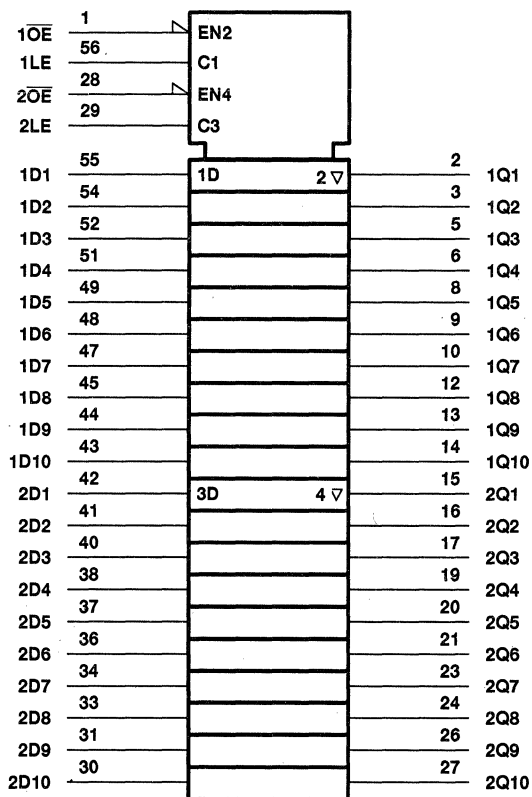 1
1O̅E̅ EN2
56
1LE C1
28
2O̅E̅ EN4
29
2LE C3
55 2
1D1 1D 2 ▽ 1Q1
54 3
1D2 1Q2
52 5
1D3 1Q3
51 6
1D4 1Q4
49 8
1D5 1Q5
48 9
1D6 1Q6
47 10
1D7 1Q7
45 12
1D8 1Q8
44 13
1D9 1Q9
43 14
1D10 1Q10
42 15
2D1 3D 4 ▽ 2Q1
41 16
2D2 2Q2
40 17
2D3 2Q3
38 19
2D4 2Q4
37 20
2D5 2Q5
36 21
2D6 2Q6
34 23
2D7 2Q7
33 24
2D8 2Q8
31 26
2D9 2Q9
30 27
2D10 2Q10